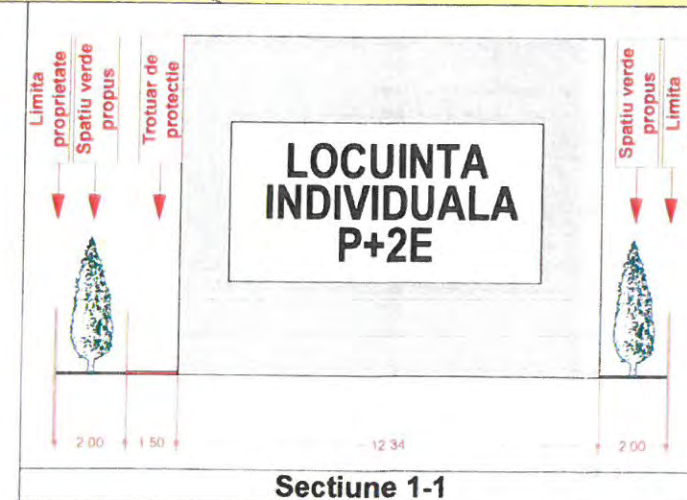 Limita
proprietate
Spatiu verde
propus
Trotuar de
protectie
LOCUINTA
INDIVIDUALA
P+2E
Spatiu verde
propus
Limita
2.00
1.50
12.34
2.00
Sectiune 1-1